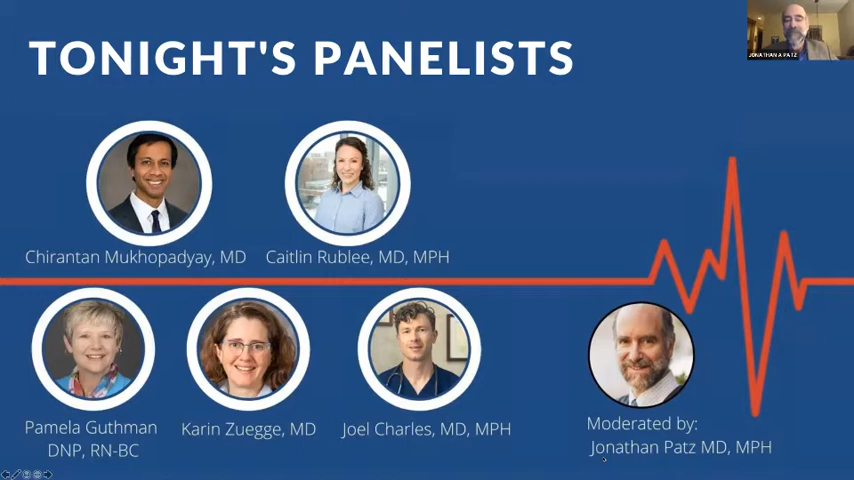 TONIGHT'S PANELISTS
JONATHAN A PATZ
Chirantan Mukhopadyay, MD
Caitlin Rublee, MD, MPH
Pamela Guthman
DNP, RN-BC
Karin Zuegge, MD
Joel Charles, MD, MPH
Moderated by:
Jonathan Patz MD, MPH